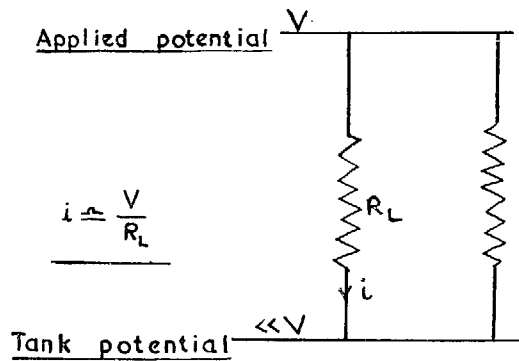 V
Applied potential
i ≏ V/R_L
R_L
i
<<V
Tank potential